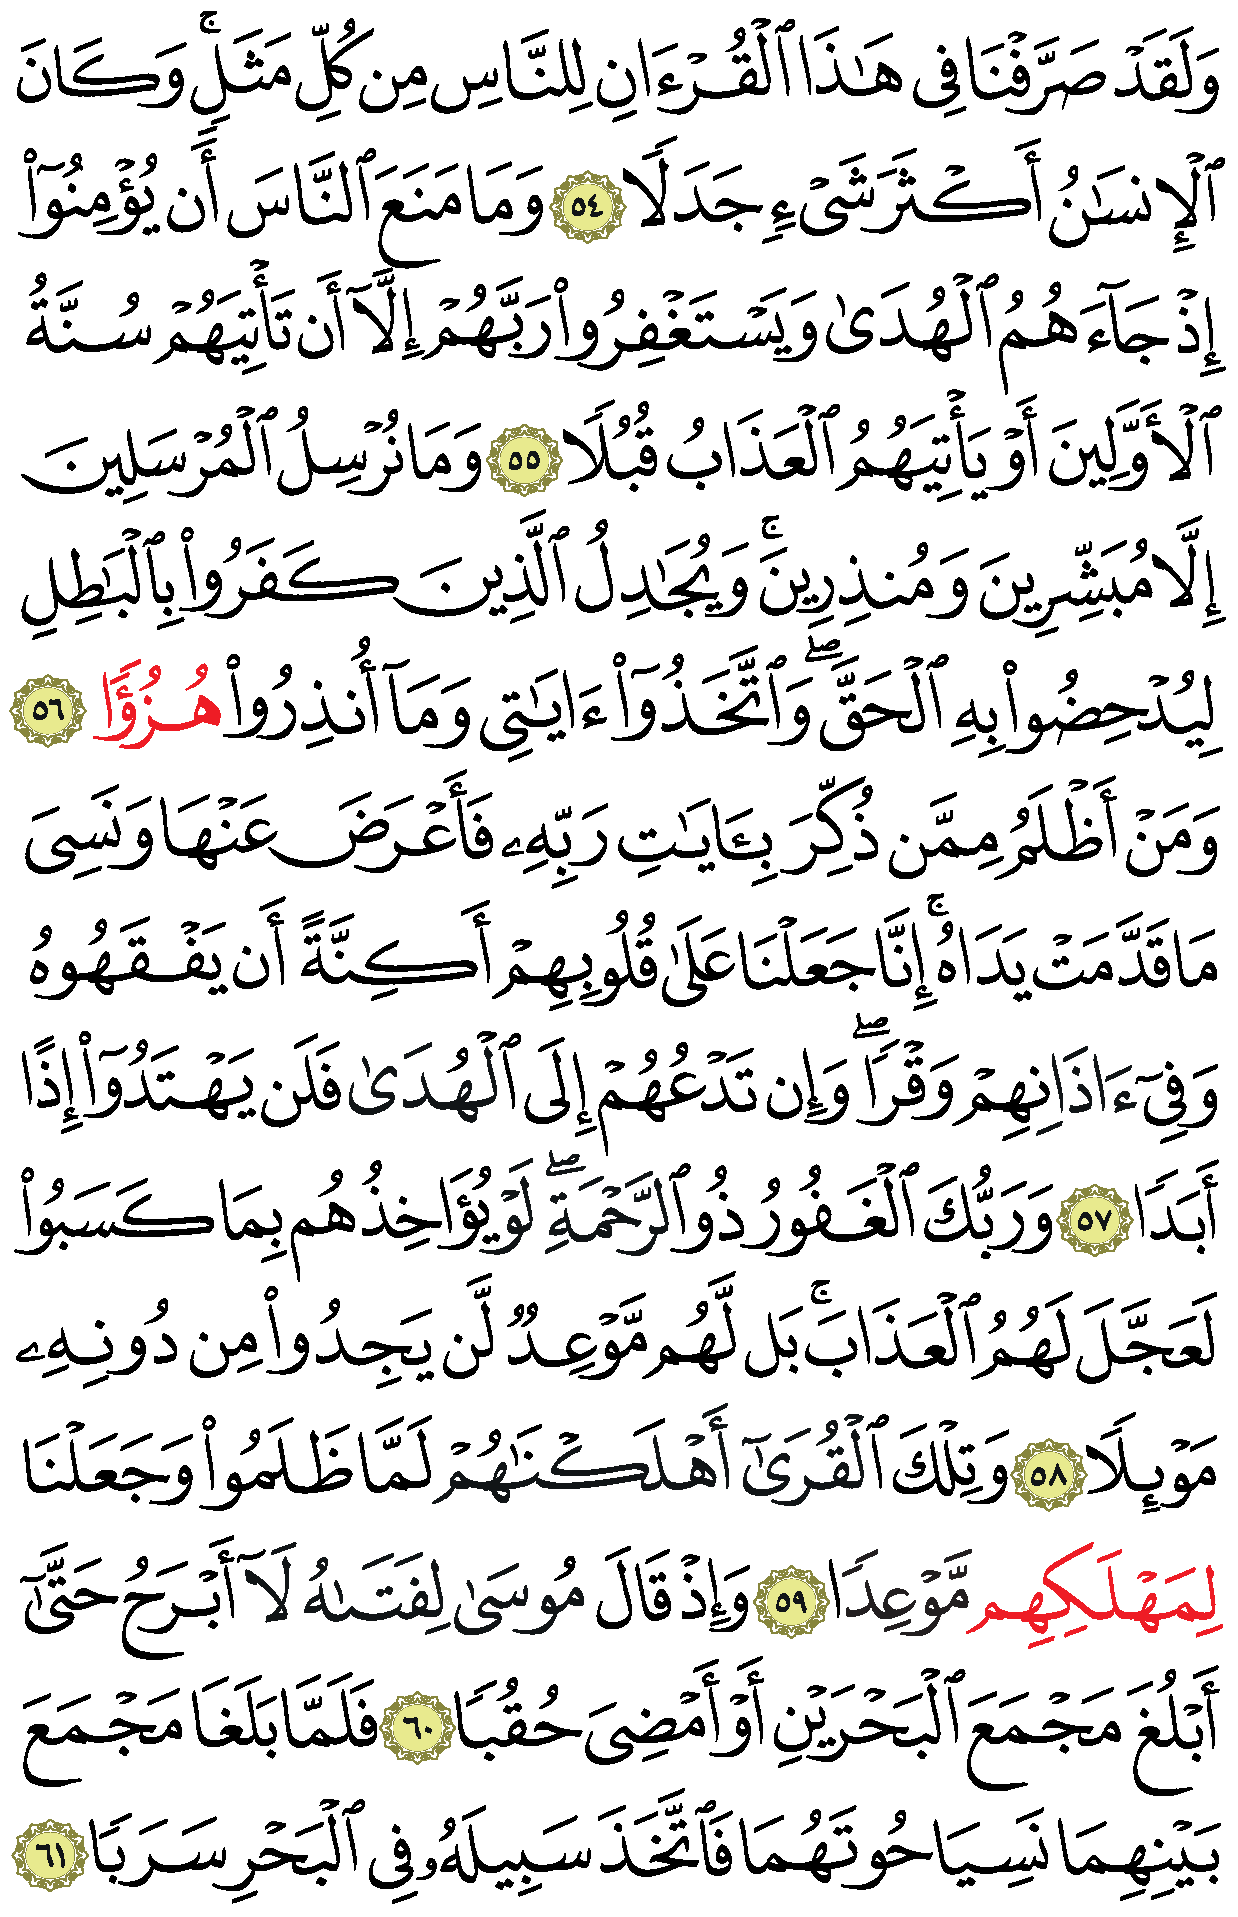 وَلَقَدْ صَرَّفْنَا فِى هَـٰذَا ٱلْقُرْءَانِ لِلنَّاسِ مِن كُلِّ مَثَلٍۚ وَكَانَ
ٱلْإِنسَـٰنُ أَكْثَرَ شَىْءٍ جَدَلًا ٥٤ وَمَا مَنَعَ ٱلنَّاسَ أَن يُؤْمِنُوٓا۟
إِذْ جَآءَهُمُ ٱلْهُدَىٰ وَيَسْتَغْفِرُوا۟ رَبَّهُمْ إِلَّآ أَن تَأْتِيَهُمْ سُنَّةُ
ٱلْأَوَّلِينَ أَوْ يَأْتِيَهُمُ ٱلْعَذَابُ قُبُلًا ٥٥ وَمَا نُرْسِلُ ٱلْمُرْسَلِينَ
إِلَّا مُبَشِّرِينَ وَمُنذِرِينَۚ وَيُجَـٰدِلُ ٱلَّذِينَ كَفَرُوا۟ بِٱلْبَـٰطِلِ
لِيُدْحِضُوا۟ بِهِ ٱلْحَقَّۖ وَٱتَّخَذُوٓا۟ ءَايَـٰتِى وَمَآ أُنذِرُوا۟ هُزُؤًا ٥٦
وَمَنْ أَظْلَمُ مِمَّن ذُكِّرَ بِـَٔايَـٰتِ رَبِّهِۦ فَأَعْرَضَ عَنْهَا وَنَسِىَ
مَا قَدَّمَتْ يَدَاهُۚ إِنَّا جَعَلْنَا عَلَىٰ قُلُوبِهِمْ أَكِنَّةً أَن يَفْقَهُوهُ
وَفِىٓ ءَاذَانِهِمْ وَقْرًاۖ وَإِن تَدْعُهُمْ إِلَى ٱلْهُدَىٰ فَلَن يَهْتَدُوٓا۟ إِذًا
أَبَدًا ٥٧ وَرَبُّكَ ٱلْغَفُورُ ذُو ٱلرَّحْمَةِۖ لَوْ يُؤَاخِذُهُم بِمَا كَسَبُوا۟
لَعَجَّلَ لَهُمُ ٱلْعَذَابَۚ بَل لَّهُم مَّوْعِدٌ لَّن يَجِدُوا۟ مِن دُونِهِۦ
مَوْئِلًا ٥٨ وَتِلْكَ ٱلْقُرَىٰٓ أَهْلَكْنَـٰهُمْ لَمَّا ظَلَمُوا۟ وَجَعَلْنَا
لِمَهْلَكِهِم مَّوْعِدًا ٥٩ وَإِذْ قَالَ مُوسَىٰ لِفَتَىٰهُ لَآ أَبْرَحُ حَتَّىٰٓ
أَبْلُغَ مَجْمَعَ ٱلْبَحْرَيْنِ أَوْ أَمْضِىَ حُقُبًا ٦٠ فَلَمَّا بَلَغَا مَجْمَعَ
بَيْنِهِمَا نَسِيَا حُوتَهُمَا فَٱتَّخَذَ سَبِيلَهُۥ فِى ٱلْبَحْرِ سَرَبًا ٦١